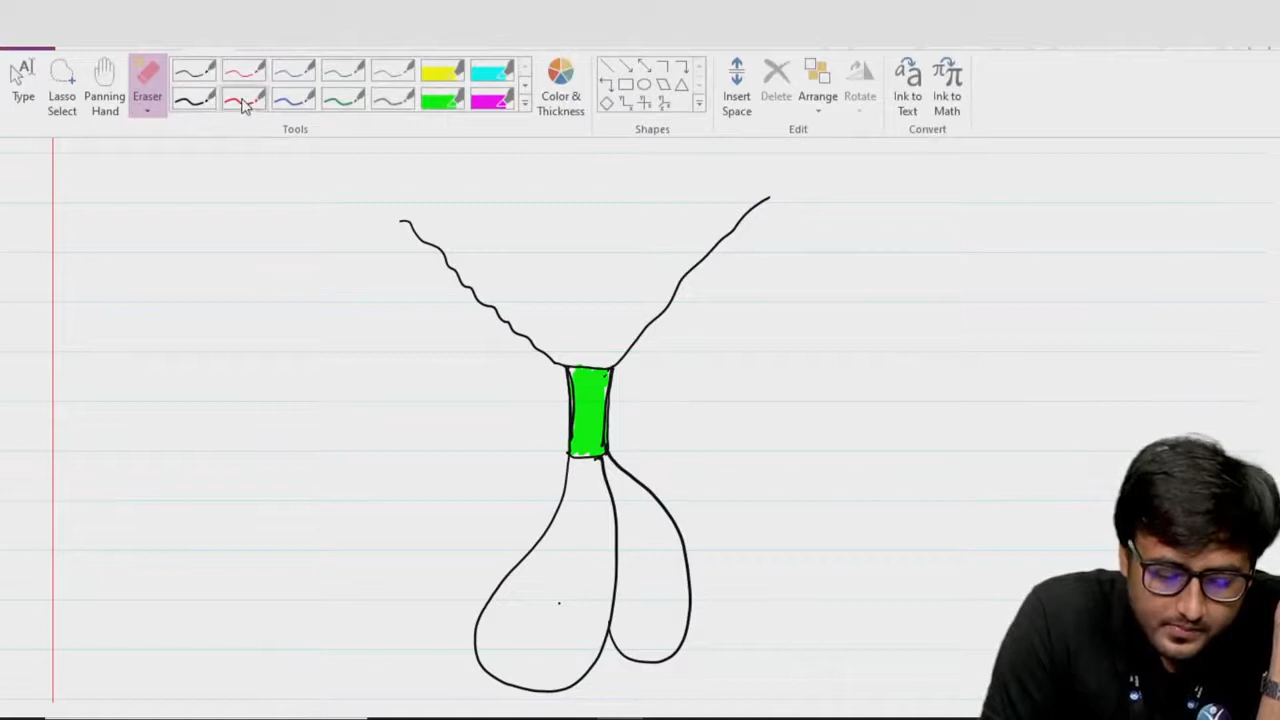 Type
Lasso Select
Panning Hand
Eraser
Color & Thickness
Insert Space
Delete
Arrange
Rotate
Ink to Text
Ink to Math
Tools
Shapes
Edit
Convert